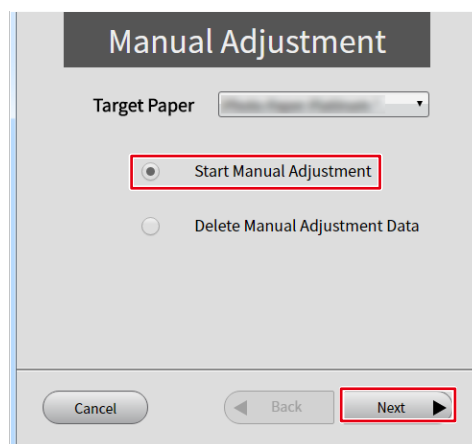 Manual Adjustment
Target Paper
Start Manual Adjustment
Delete Manual Adjustment Data
Cancel
Back
Next